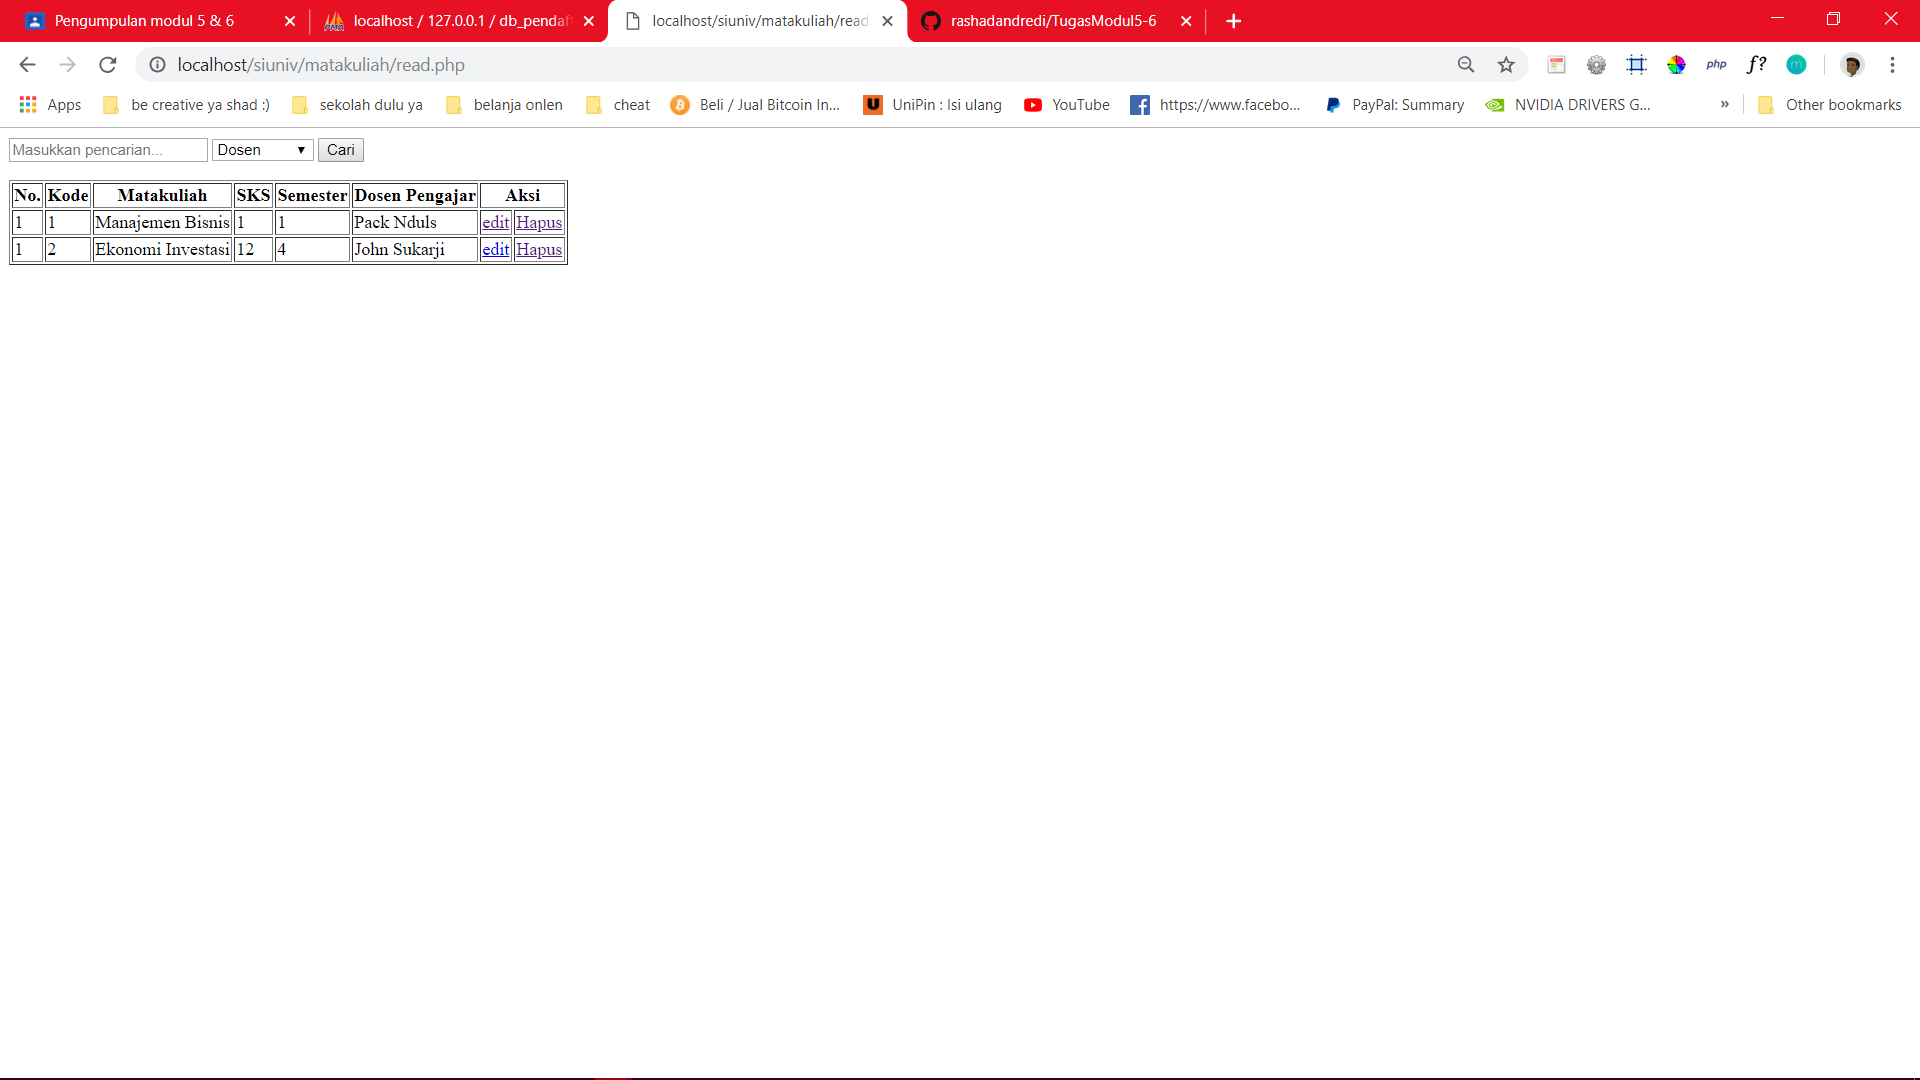 Pengumpulan modul 5 & 6
localhost / 127.0.0.1 / db_pendaf
localhost/siuniv/matakuliah/read
rashadandredi/TugasModul5-6
localhost/siuniv/matakuliah/read.php
php
f?
m
Apps
be creative ya shad :)
sekolah dulu ya
belanja onlen
cheat
Beli / Jual Bitcoin In...
UniPin : Isi ulang
YouTube
https://www.facebo...
PayPal: Summary
NVIDIA DRIVERS G...
»
Other bookmarks
Masukkan pencarian... Dosen Cari
No. Kode Matakuliah SKS Semester Dosen Pengajar Aksi
1 1 Manajemen Bisnis 1 1 Pack Nduls edit Hapus
1 2 Ekonomi Investasi 12 4 John Sukarji edit Hapus